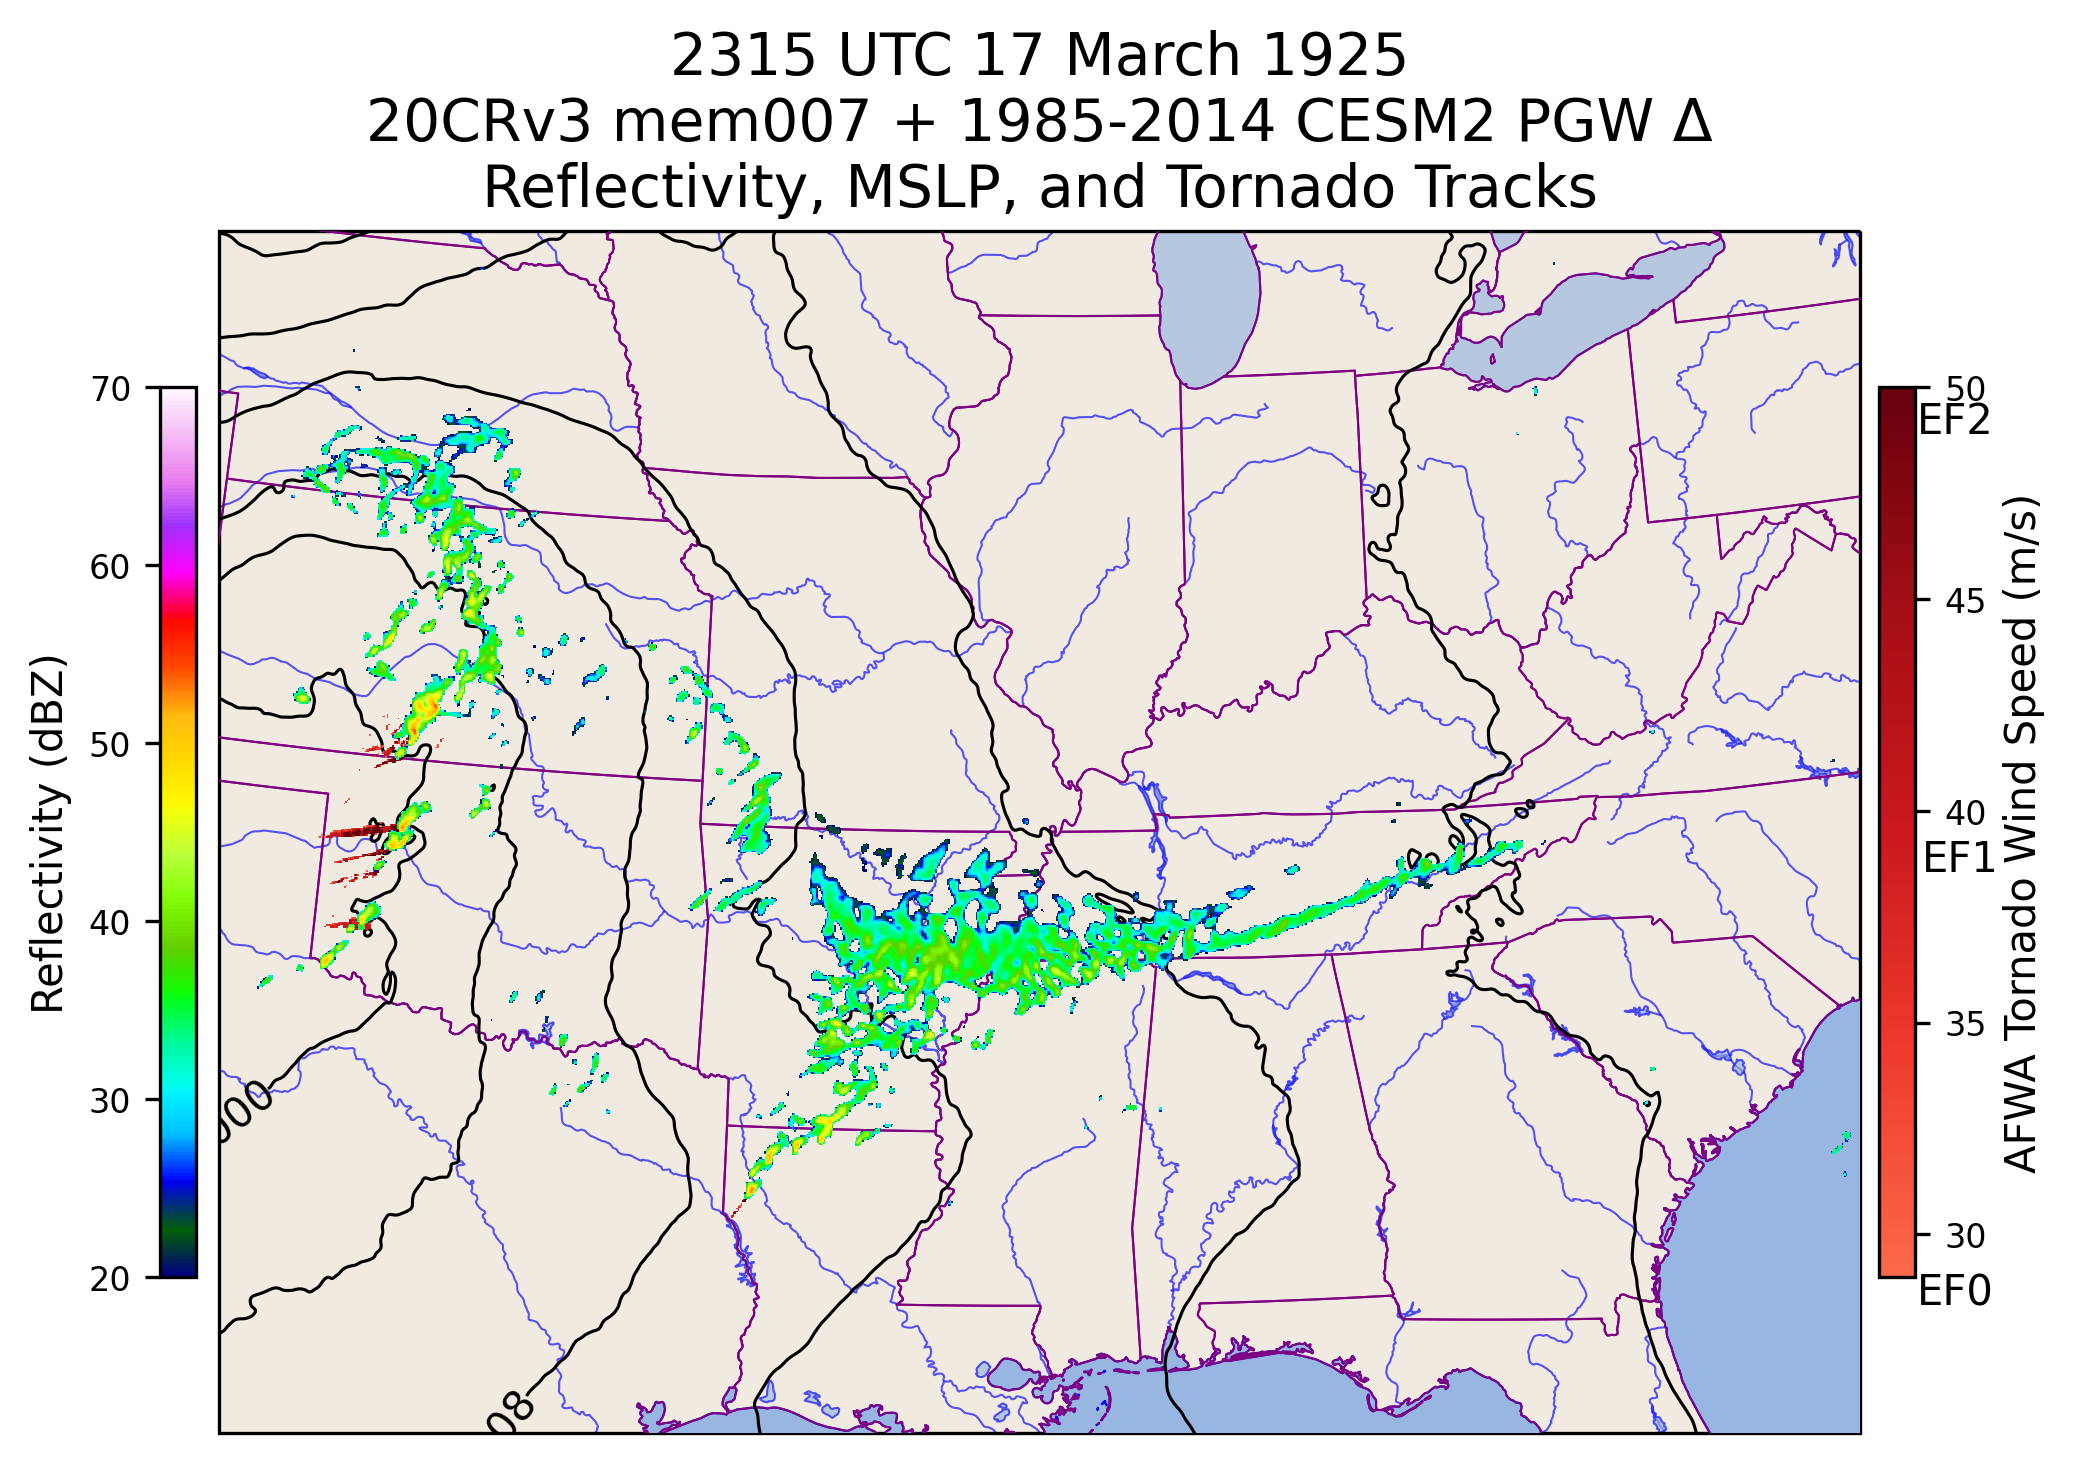 2315 UTC 17 March 1925
20CRv3 mem007 + 1985-2014 CESM2 PGW Δ
Reflectivity, MSLP, and Tornado Tracks
70
60
50
40
30
20
Reflectivity (dBZ)
00
08
50
EF2
45
40
EF1
35
30
EF0
AFWA Tornado Wind Speed (m/s)